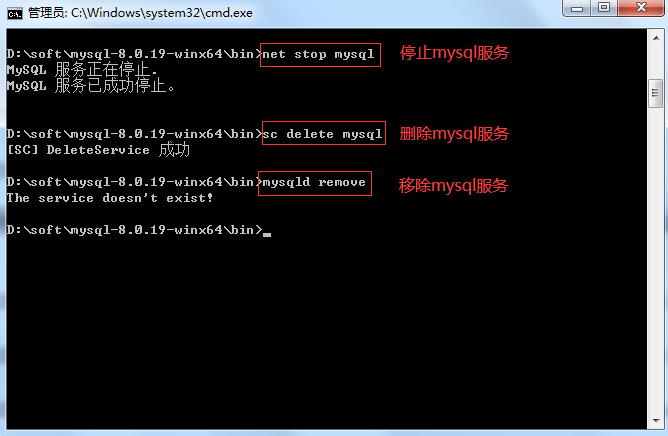 管理员: C:\Windows\system32\cmd.exe
D:\soft\mysql-8.0.19-winx64\bin>net stop mysql 停止mysql服务
MySQL 服务正在停止.
MySQL 服务已成功停止。
D:\soft\mysql-8.0.19-winx64\bin>sc delete mysql 删除mysql服务
[SC] DeleteService 成功
D:\soft\mysql-8.0.19-winx64\bin>mysqld remove 移除mysql服务
The service doesn't exist!
D:\soft\mysql-8.0.19-winx64\bin>